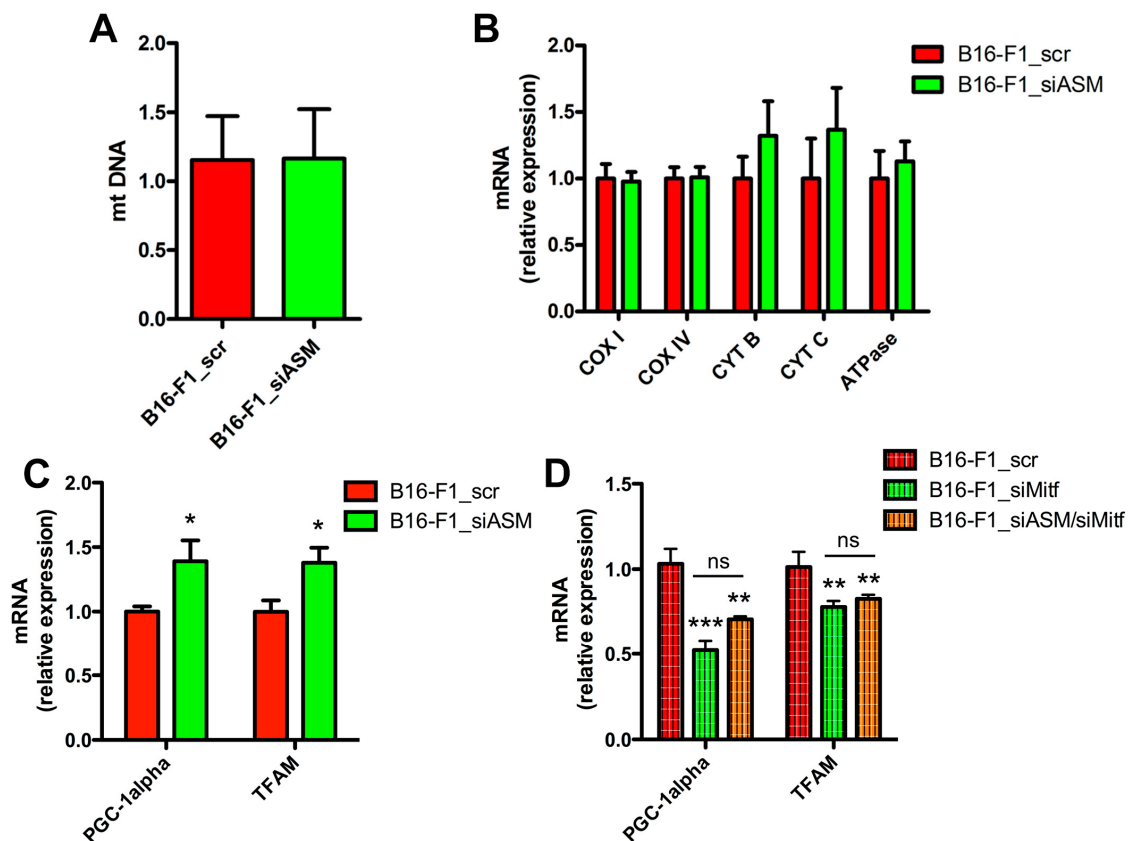 A
2.0
1.5
1.0
0.5
0.0
mt DNA
B16-F1_scr
B16-F1_siASM
B
2.0
1.5
1.0
0.5
0.0
mRNA
(relative expression)
B16-F1_scr
B16-F1_siASM
COX I
COX IV
CYT B
CYT C
ATPase
C
2.0
1.5
1.0
0.5
0.0
mRNA
(relative expression)
B16-F1_scr
B16-F1_siASM
*
*
PGC-1alpha
TFAM
D
1.5
1.0
0.5
0.0
mRNA
(relative expression)
B16-F1_scr
B16-F1_siMitf
B16-F1_siASM/siMitf
ns
***
**
ns
**
**
PGC-1alpha
TFAM